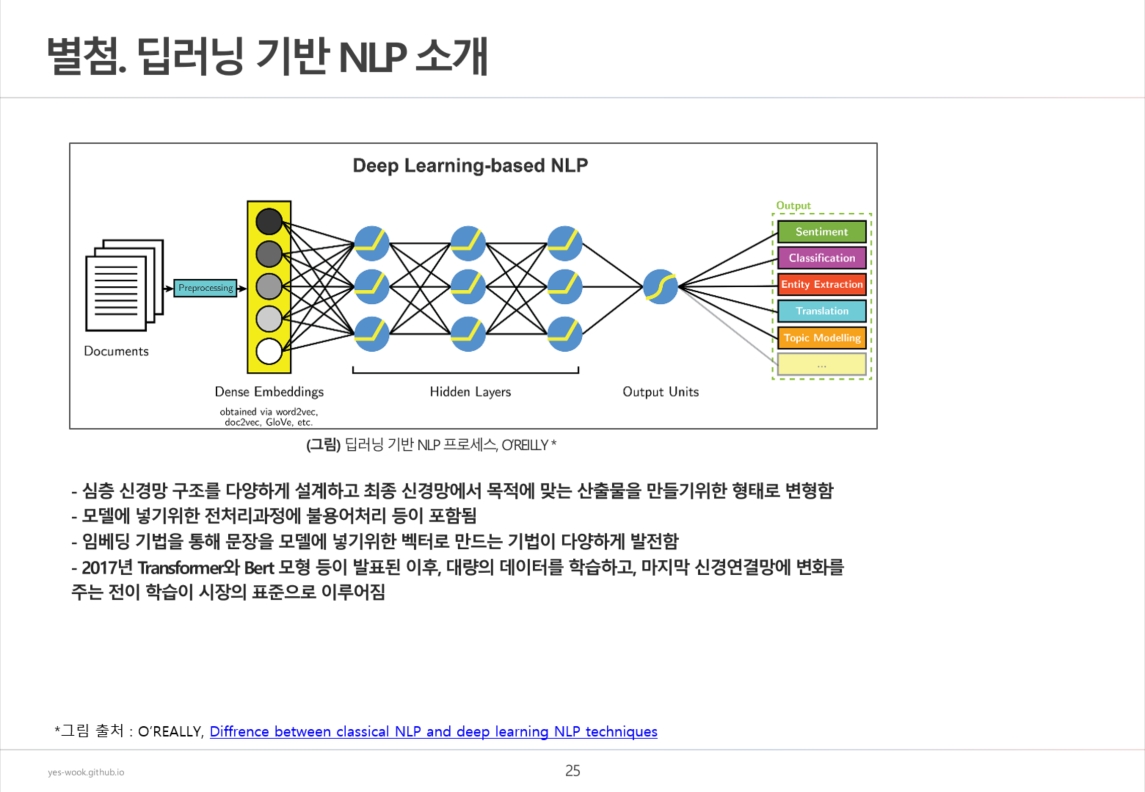 별첨. 딥러닝 기반 NLP 소개
Deep Learning-based NLP
Documents
Preprocessing
Dense Embeddings
obtained via word2vec,
doc2vec, GloVe, etc.
Hidden Layers
Output Units
Output
Sentiment
Classification
Entity Extraction
Translation
Topic Modelling
...
(그림) 딥러닝 기반 NLP 프로세스, O'REILLY *
- 심층 신경망 구조를 다양하게 설계하고 최종 신경망에서 목적에 맞는 산출물을 만들기위한 형태로 변형함
- 모델에 넣기위한 전처리과정에 불용어처리 등이 포함됨
- 임베딩 기법을 통해 문장을 모델에 넣기위한 벡터로 만드는 기법이 다양하게 발전함
- 2017년 Transformer와 Bert 모형 등이 발표된 이후, 대량의 데이터를 학습하고, 마지막 신경연결망에 변화를
주는 전이 학습이 시장의 표준으로 이루어짐
*그림 출처 : O'REALLY, Diffrence between classical NLP and deep learning NLP techniques
yes-wook.github.io
25